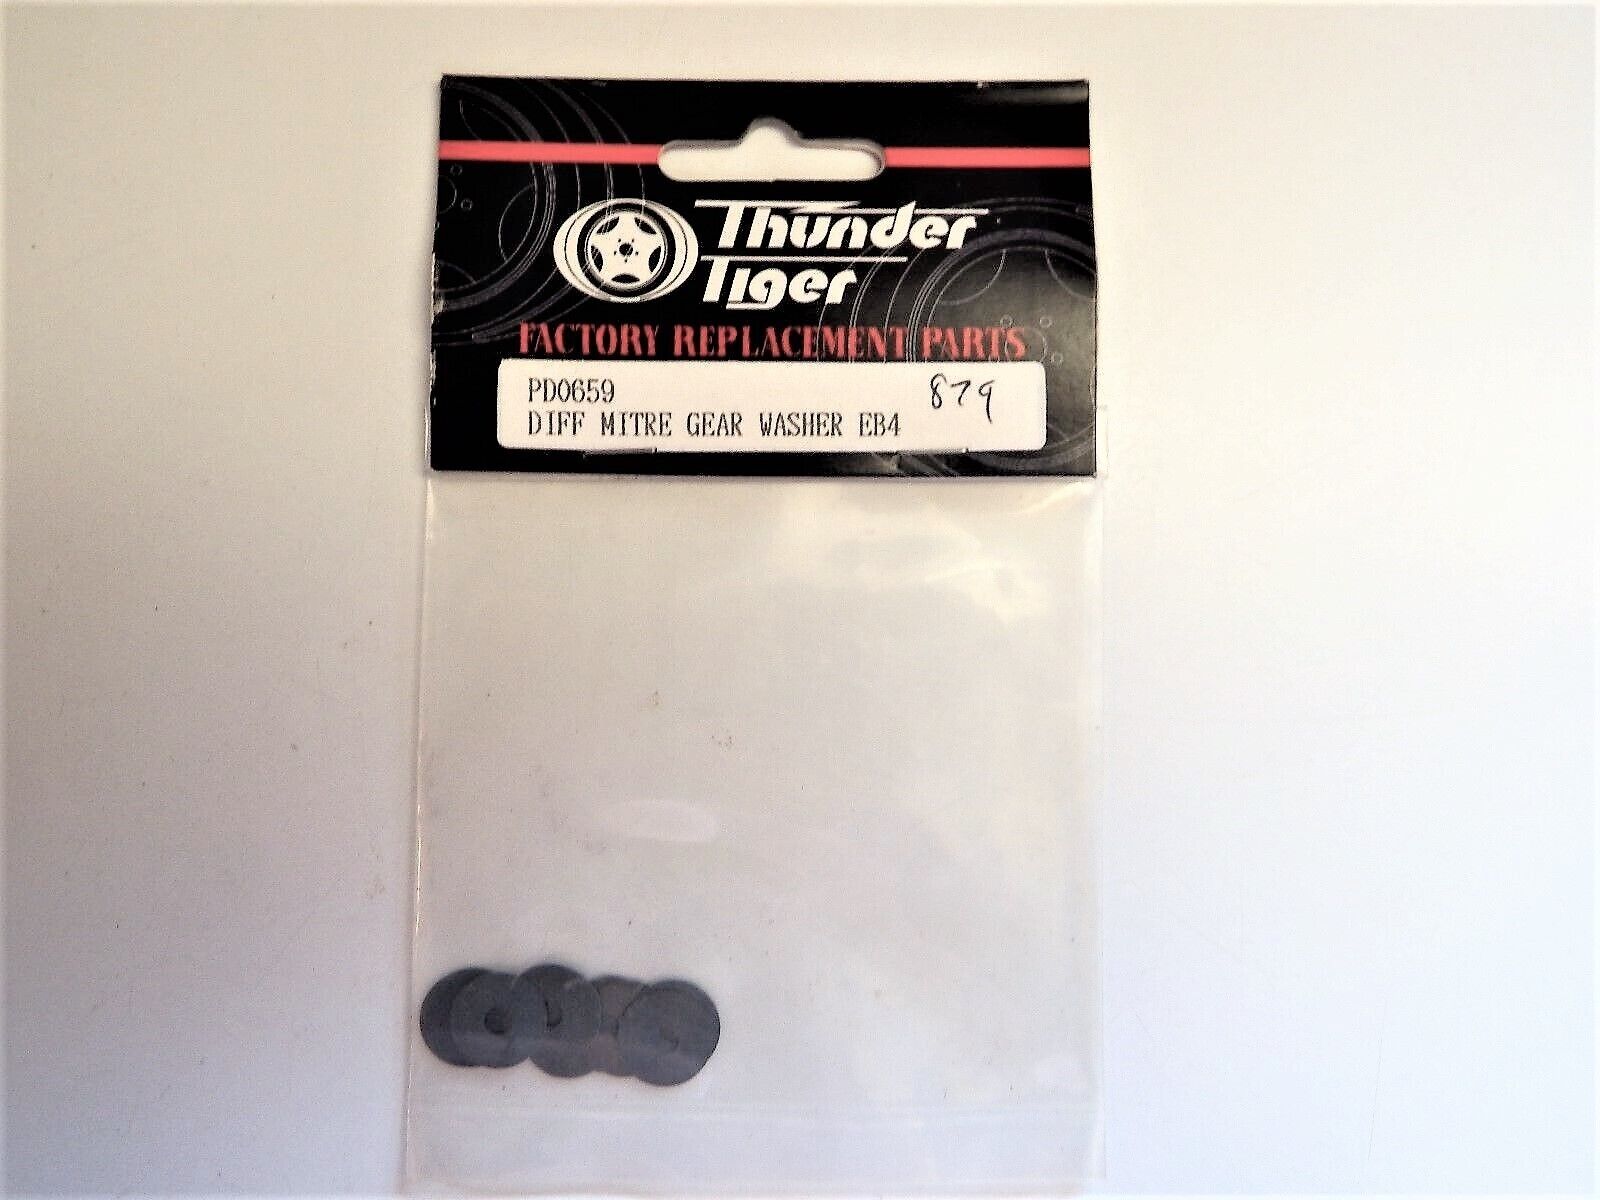 Thunder
Tiger
FACTORY REPLACEMENT PARTS
PD0659 879
DIFF MITRE GEAR WASHER EB4